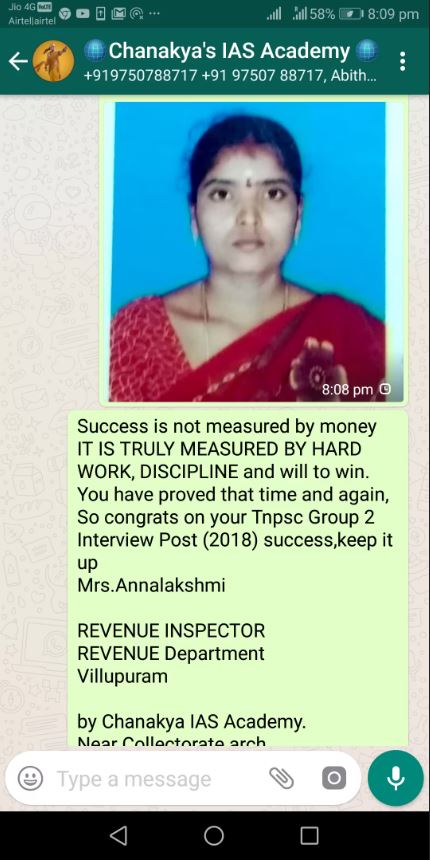 Jio 4G VoLTE
Airtel|airtel
58%
8:09 pm
Chanakya's IAS Academy
+919750788717 +91 97507 88717, Abith...
8:08 pm
Success is not measured by money
IT IS TRULY MEASURED BY HARD
WORK, DISCIPLINE and will to win.
You have proved that time and again,
So congrats on your Tnpsc Group 2
Interview Post (2018) success,keep it
up
Mrs.Annalakshmi
REVENUE INSPECTOR
REVENUE Department
Villupuram
by Chanakya IAS Academy.
Near Collectorate arch
Type a message